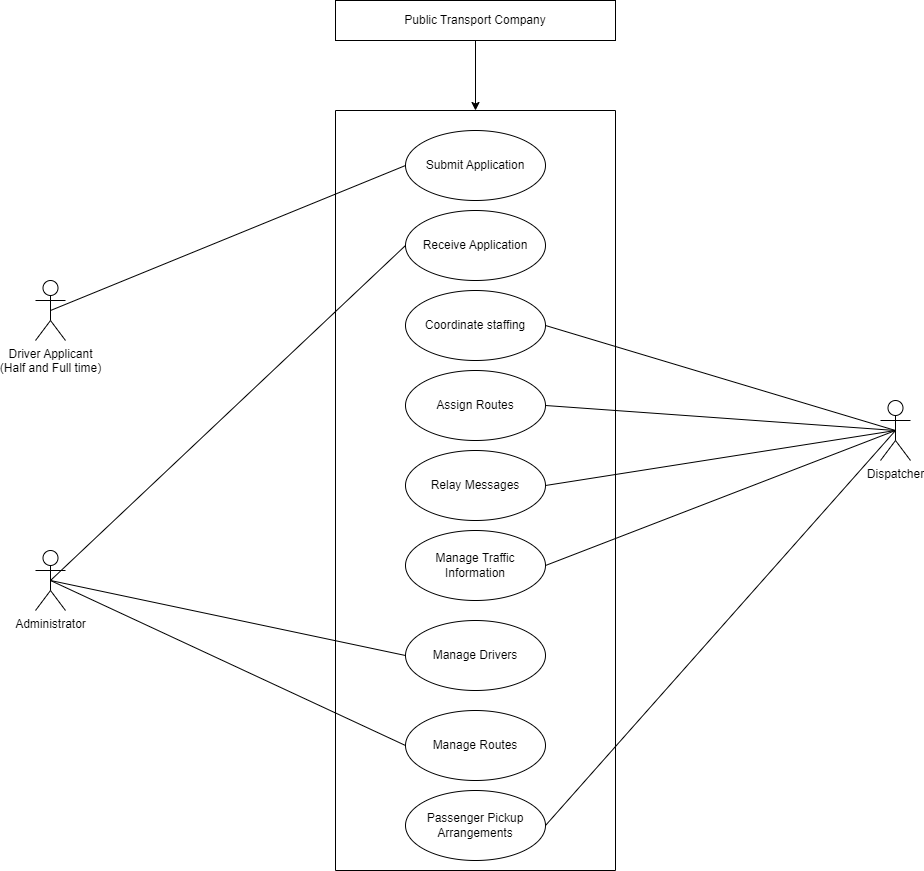 Public Transport Company
Submit Application
Receive Application
Coordinate staffing
Driver Applicant
(Half and Full time)
Assign Routes
Dispatcher
Relay Messages
Manage Traffic
Information
Administrator
Manage Drivers
Manage Routes
Passenger Pickup
Arrangements